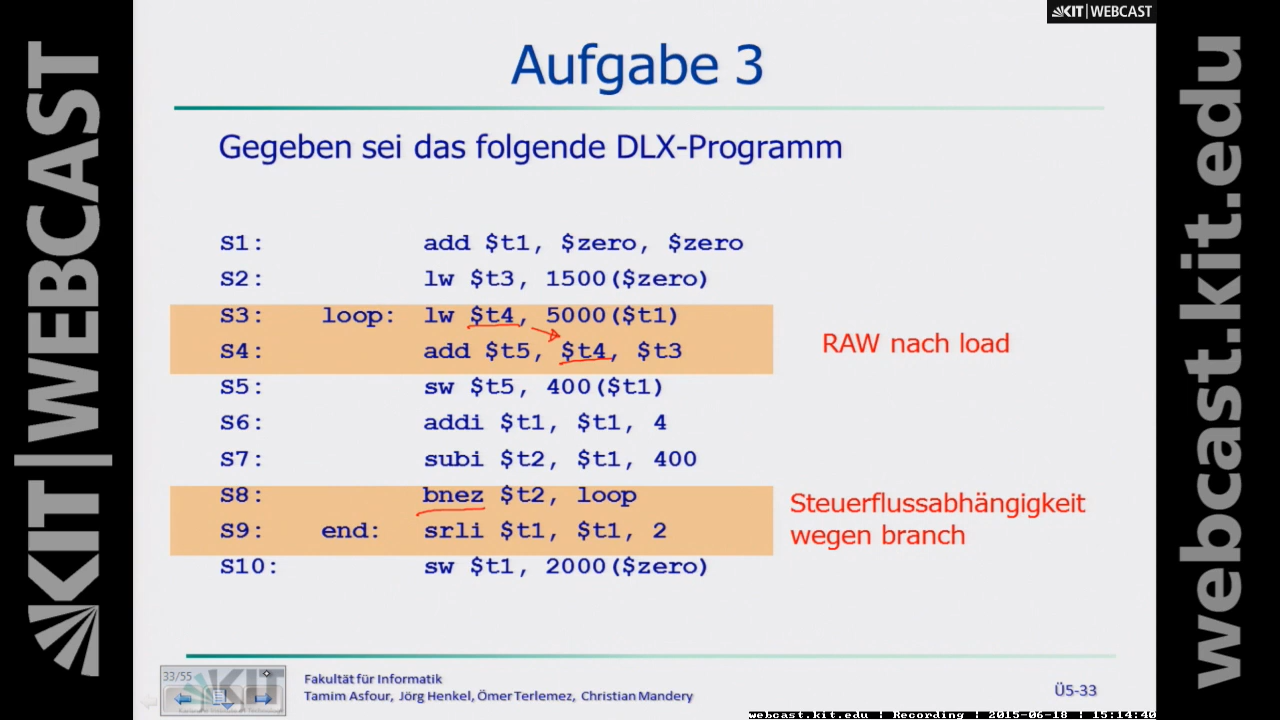 KIT | WEBCAST
Aufgabe 3
Gegeben sei das folgende DLX-Programm
S1: add $t1, $zero, $zero
S2: lw $t3, 1500($zero)
S3: loop: lw $t4, 5000($t1)
S4: add $t5, $t4, $t3
RAW nach load
S5: sw $t5, 400($t1)
S6: addi $t1, $t1, 4
S7: subi $t2, $t1, 400
S8: bnez $t2, loop
S9: end: srli $t1, $t1, 2
Steuerflussabhängigkeit
wegen branch
S10: sw $t1, 2000($zero)
33/55
KIT
Fakultät für Informatik
Tamim Asfour, Jörg Henkel, Ömer Terlemez, Christian Mandery
Ü5-33
webcast.kit.edu | Recording | 2015-06-18 | 15:14:40
KIT | WEBCAST
webcast.kit.edu